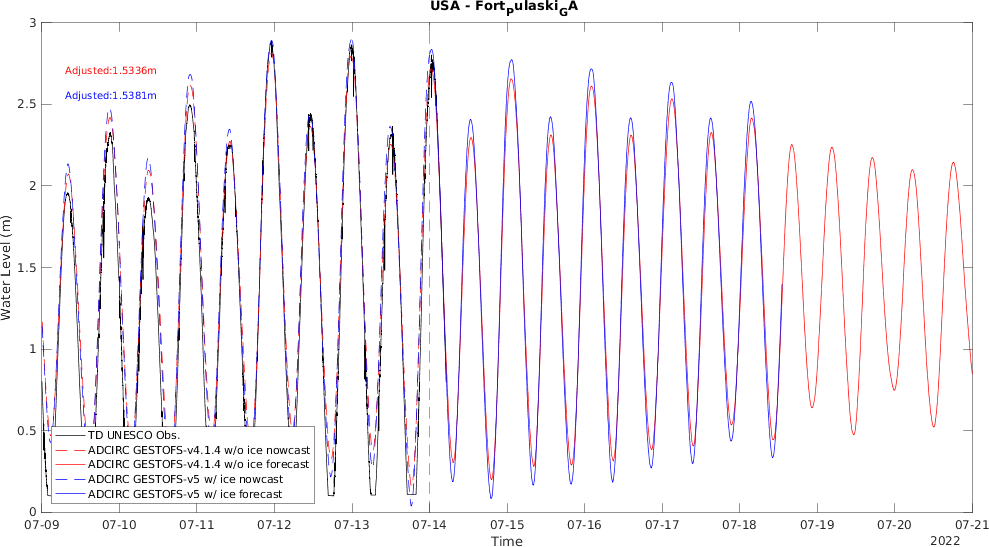 USA - FortPulaskiGA
Adjusted:1.5336m
Adjusted:1.5381m
Water Level (m)
3
2.5
2
1.5
1
0.5
0
TD UNESCO Obs.
ADCIRC GESTOFS-v4.1.4 w/o ice nowcast
ADCIRC GESTOFS-v4.1.4 w/o ice forecast
ADCIRC GESTOFS-v5 w/ ice nowcast
ADCIRC GESTOFS-v5 w/ ice forecast
07-09 07-10 07-11 07-12 07-13 07-14 07-15 07-16 07-17 07-18 07-19 07-20 07-21
Time
2022